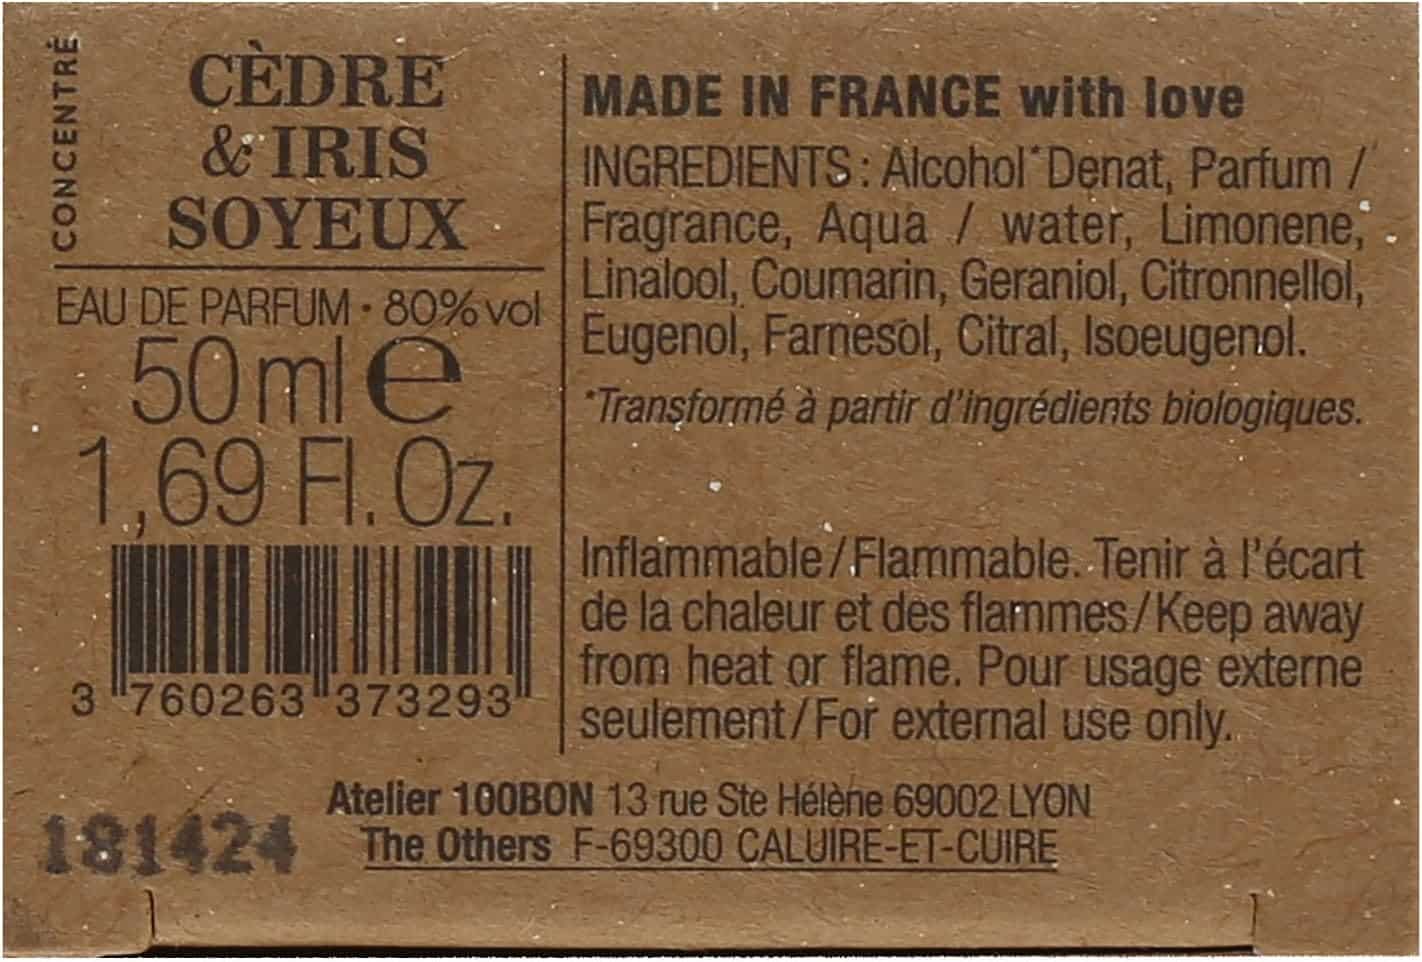 CONCENTRÉ
CÈDRE
& IRIS
SOYEUX
EAU DE PARFUM • 80% vol
50 ml e
1,69 Fl. Oz.
3 760263 373293
MADE IN FRANCE with love
INGREDIENTS : Alcohol* Denat, Parfum /
Fragrance, Aqua / water, Limonene,
Linalool, Coumarin, Geraniol, Citronnellol,
Eugenol, Farnesol, Citral, Isoeugenol.
*Transformé à partir d'ingrédients biologiques.
Inflammable / Flammable. Tenir à l'écart
de la chaleur et des flammes / Keep away
from heat or flame. Pour usage externe
seulement / For external use only.
Atelier 100BON 13 rue Ste Hélène 69002 LYON
The Others F-69300 CALUIRE-ET-CUIRE
181424